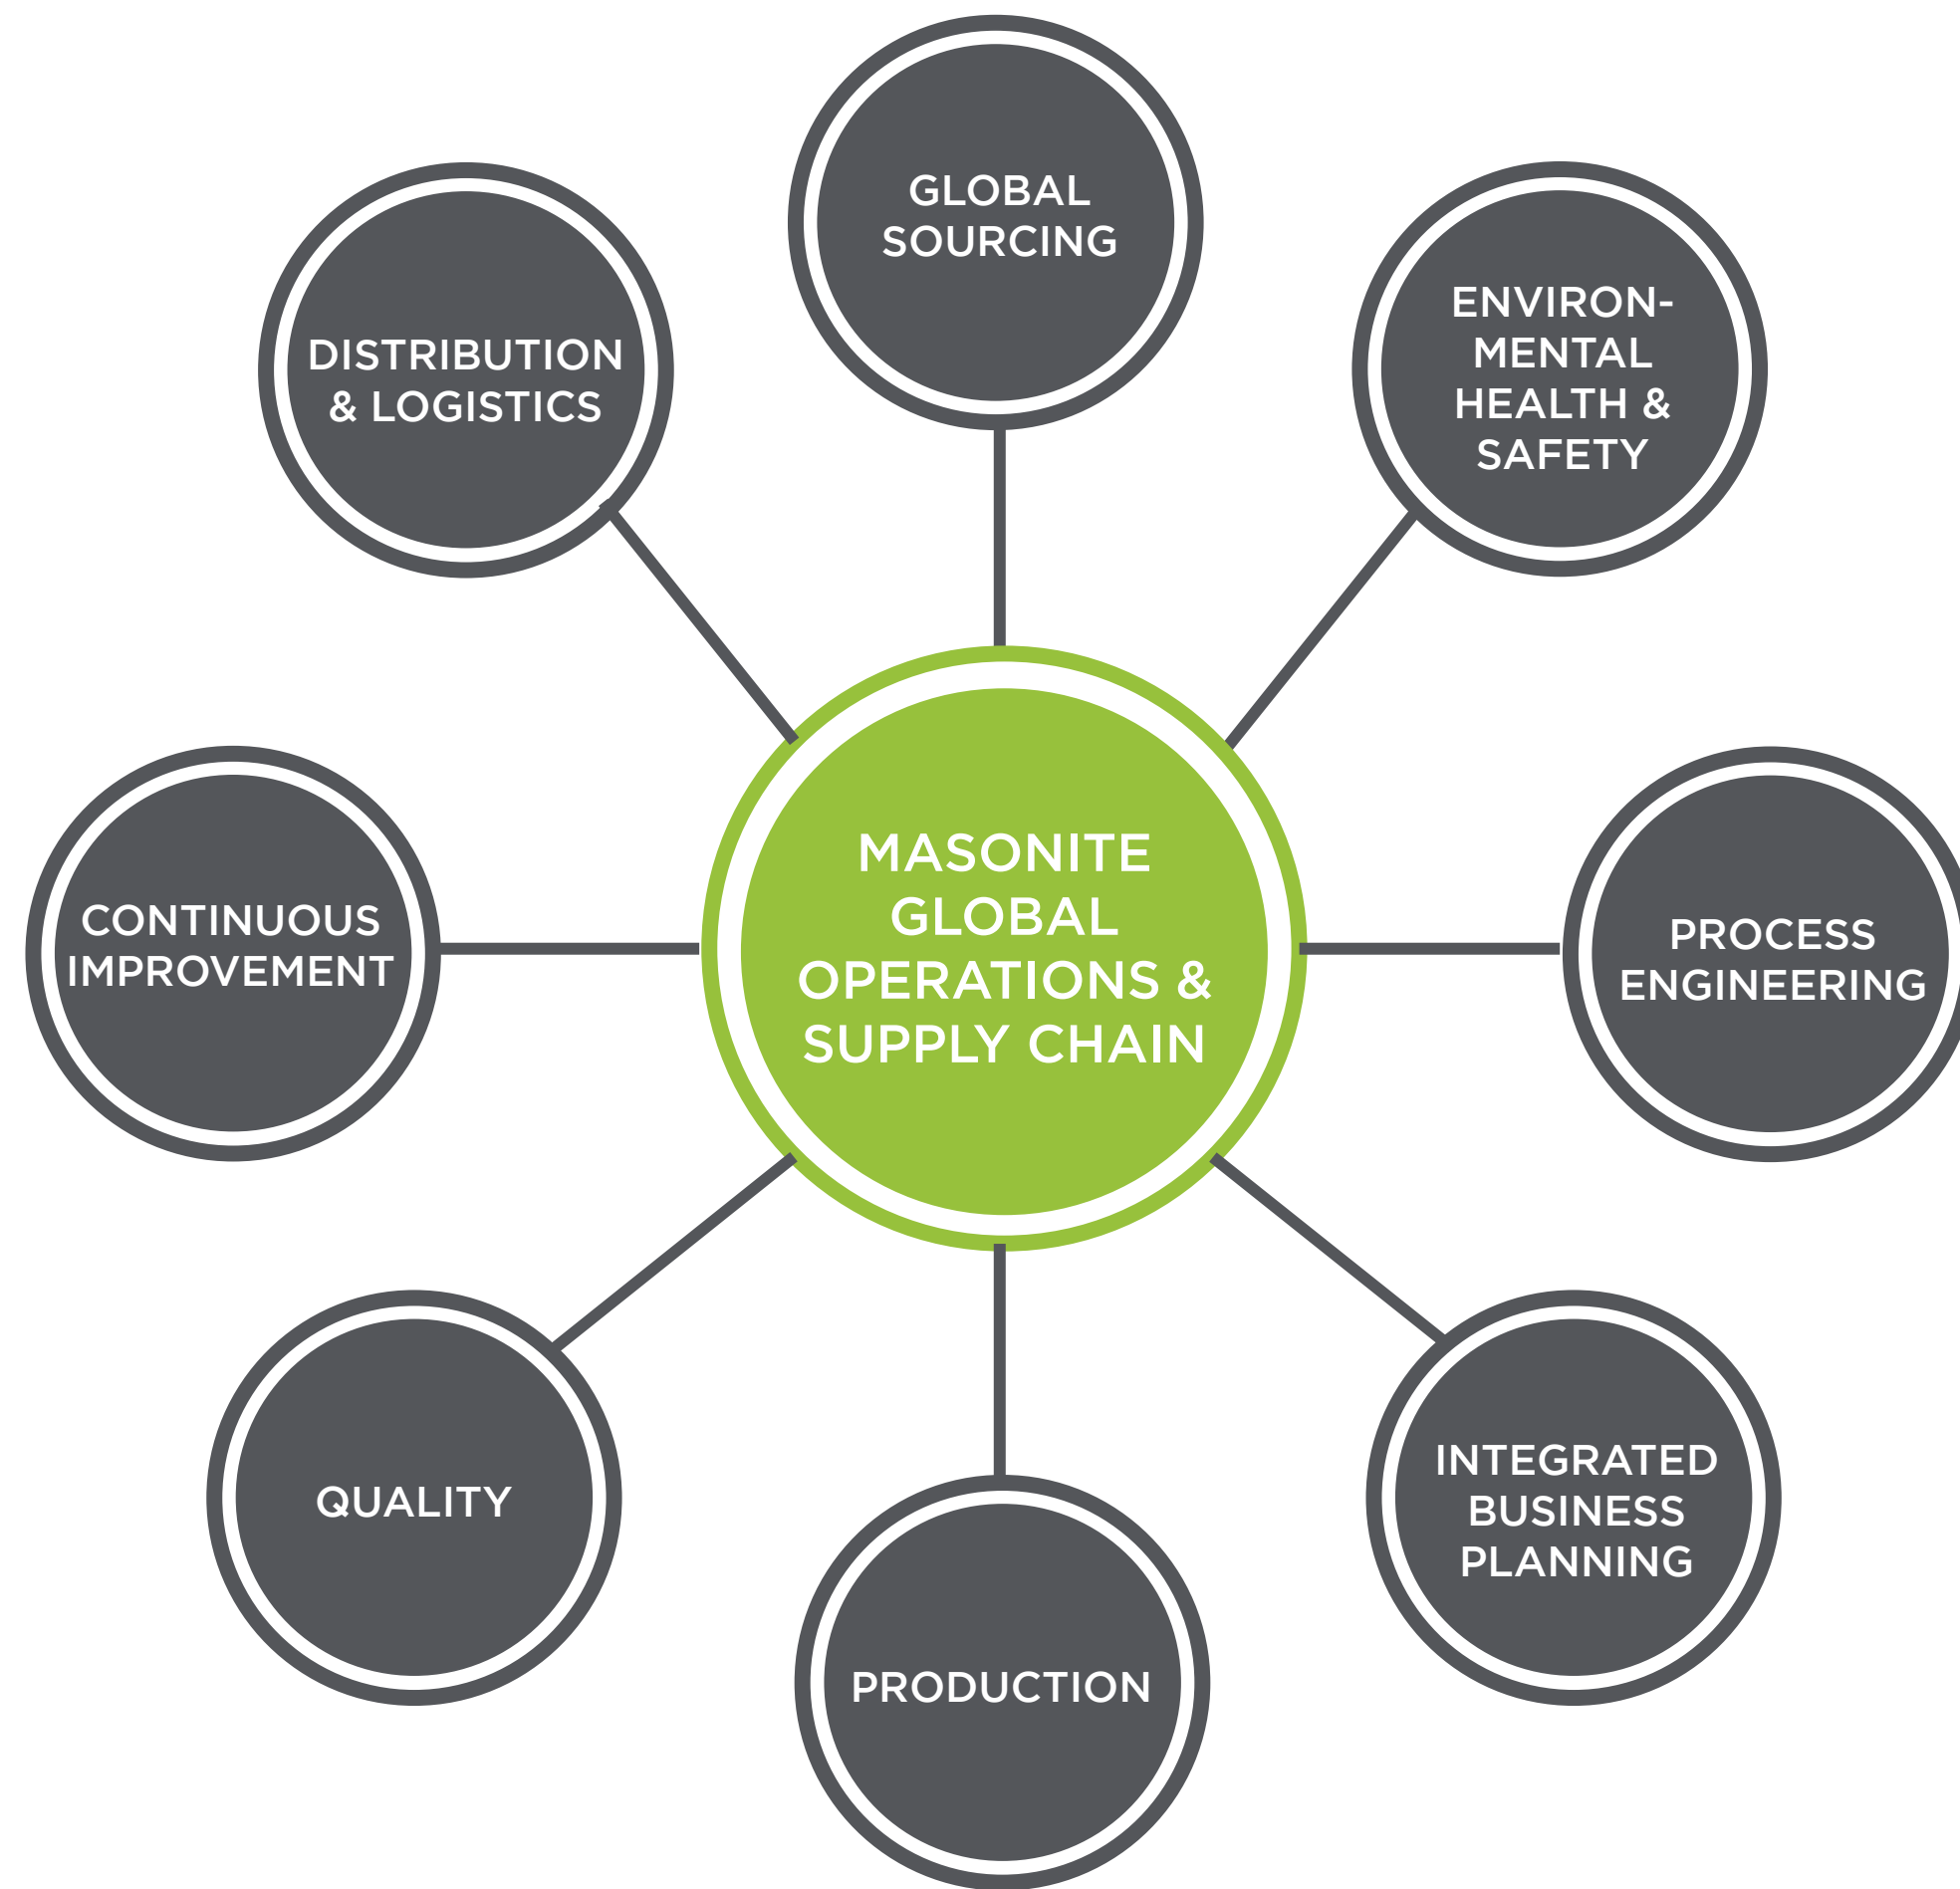 GLOBAL
SOURCING
ENVIRON-
MENTAL
HEALTH &
SAFETY
DISTRIBUTION
& LOGISTICS
MASONITE
GLOBAL
OPERATIONS &
SUPPLY CHAIN
CONTINUOUS
IMPROVEMENT
PROCESS
ENGINEERING
INTEGRATED
BUSINESS
PLANNING
QUALITY
PRODUCTION